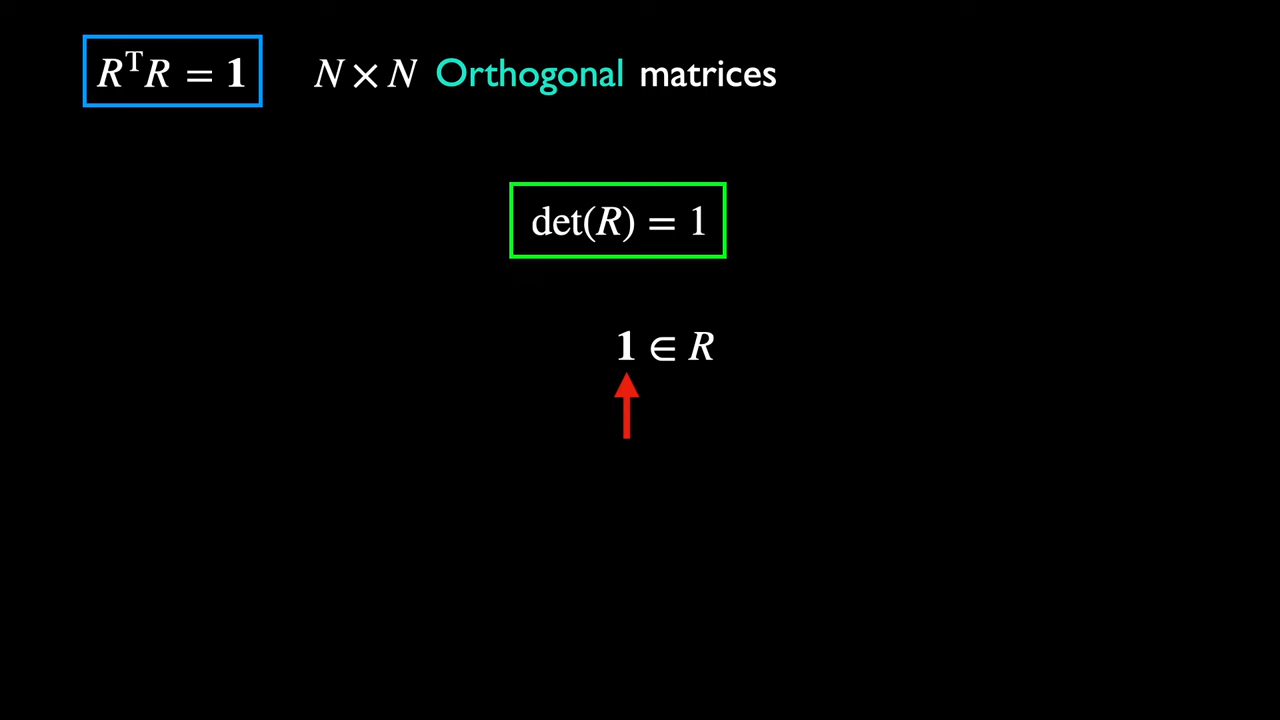 RᵀR = 𝟏 N × N Orthogonal matrices
det(R) = 1
𝟏 ∈ R